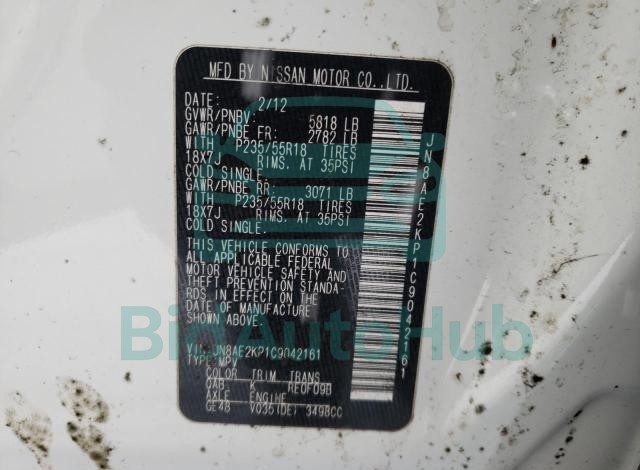 MFD BY NISSAN MOTOR CO.,LTD.
DATE: 2/12
GVWR/PNBV: 5818 LB
GAWR/PNBE FR: 2782 LB
WITH P235/55R18 TIRES
18X7J RIMS, AT 35PSI
COLD SINGLE.
GAWR/PNBE RR: 3071 LB
WITH P235/55R18 TIRES
18X7J RIMS, AT 35PSI
COLD SINGLE.
THIS VEHICLE CONFORMS TO
ALL APPLICABLE FEDERAL
MOTOR VEHICLE SAFETY AND
THEFT PREVENTION STANDA-
RDS IN EFFECT ON THE
DATE OF MANUFACTURE
SHOWN ABOVE.
JN8AE2KP1C9042161
TYPE: MPV
COLOR TRIM TRANS
QAB K RE0F09B
AXLE ENGINE
GE48 VQ35(DE) 3498CC
JN8AE2KP1C9042161
AutoHub